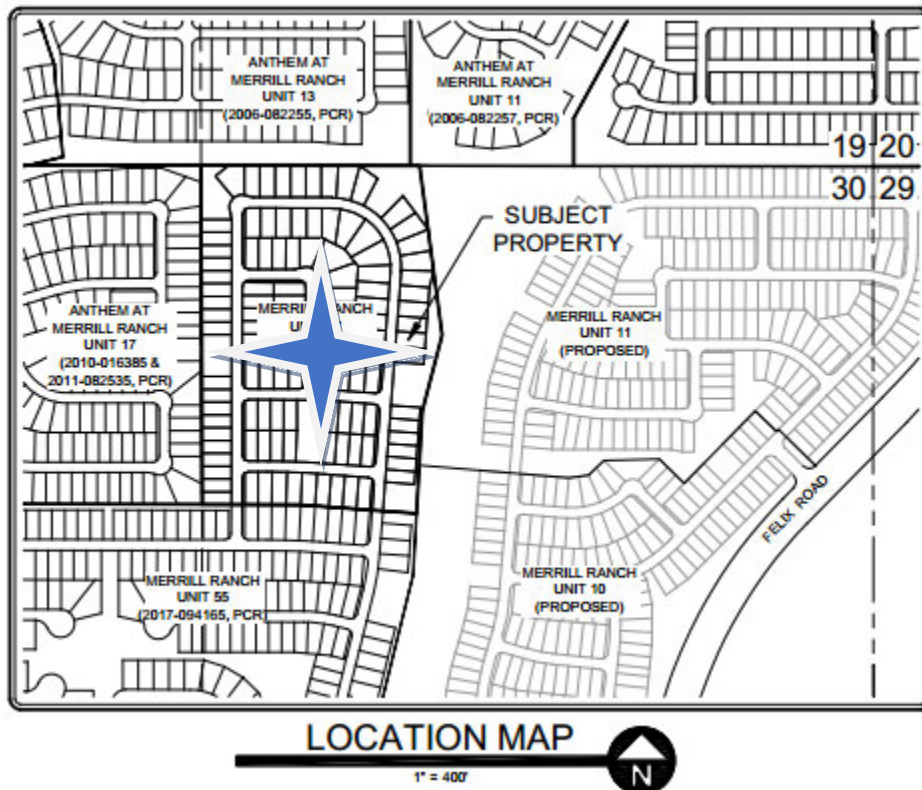 ANTHEM AT
MERRILL RANCH
UNIT 13
(2006-082255, PCR)
ANTHEM AT
MERRILL RANCH
UNIT 11
(2006-082257, PCR)
19 20
30 29
SUBJECT
PROPERTY
ANTHEM AT
MERRILL RANCH
UNIT 17
(2010-016385 &
2011-082535, PCR)
MERRILL RANCH
MERRILL RANCH
UNIT 11
(PROPOSED)
FELIX ROAD
MERRILL RANCH
UNIT 55
(2017-094165, PCR)
MERRILL RANCH
UNIT 10
(PROPOSED)
LOCATION MAP
1" = 400'
N